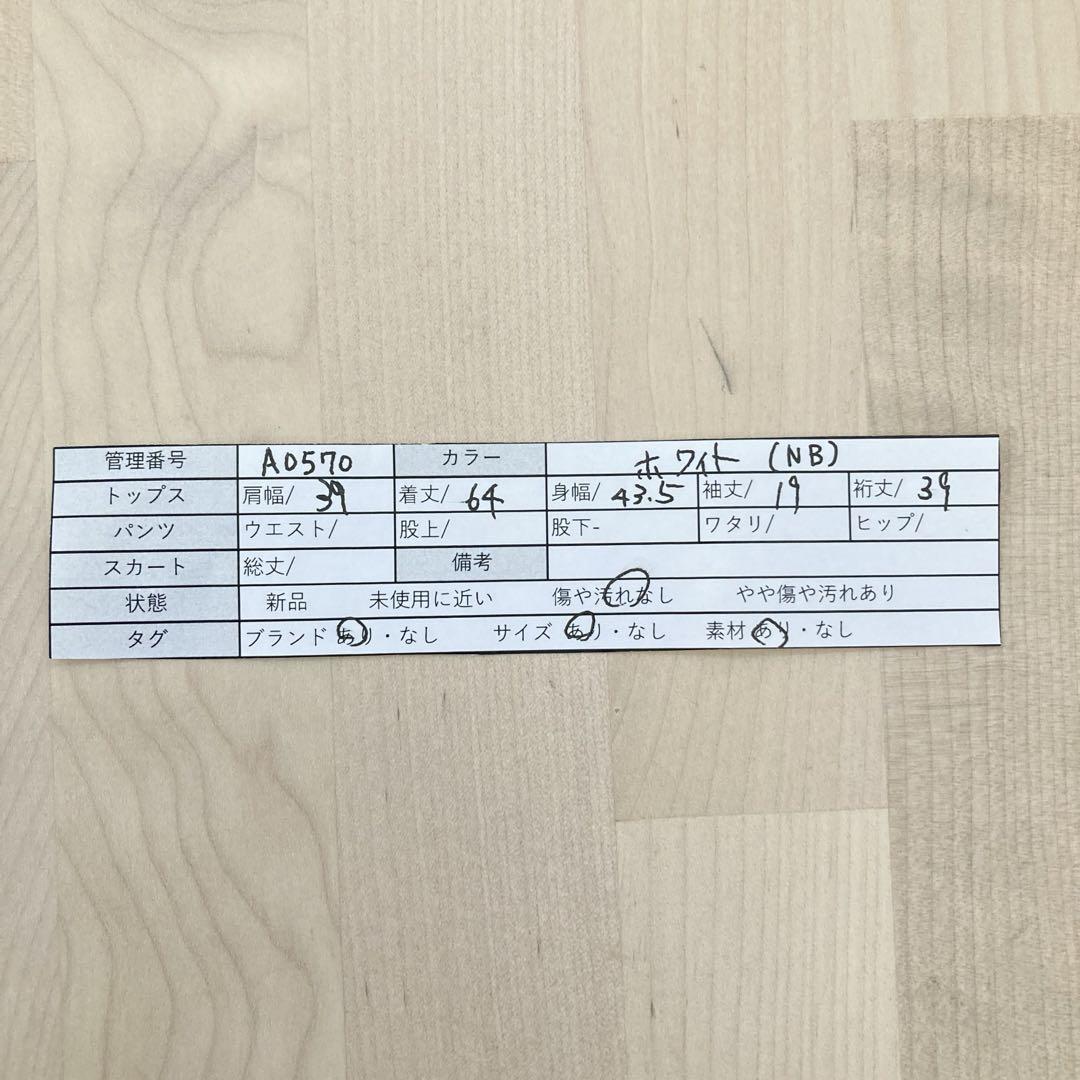 管理番号 A0570 カラー ホワイト (NB)
トップス 肩幅/ 39 着丈/ 64 身幅/ 43.5 袖丈/ 19 裄丈/ 39
パンツ ウエスト/ 股上/ 股下- ワタリ/ ヒップ/
スカート 総丈/ 備考
状態 新品 未使用に近い 傷や汚れなし やや傷や汚れあり
タグ ブランド あり・なし サイズ あり・なし 素材 あり・なし